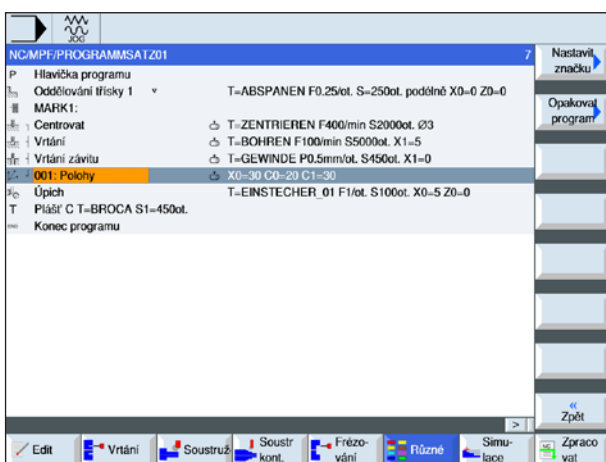 JOG
NC/MPF/PROGRAMMSATZ01 7
P Hlavička programu
Oddělování třísky 1 T=ABSPANEN F0.25/ot. S=250ot. podélně X0=0 Z0=0
MARK1:
Centrovat T=ZENTRIEREN F400/min S2000ot. Ø3
Vrtání T=BOHREN F100/min S5000ot. X1=5
Vrtání závitu T=GEWINDE P0.5mm/ot. S450ot. X1=0
001: Polohy X0=30 C0=20 C1=30
Úpich T=EINSTECHER_01 F1/ot. S100ot. X0=5 Z0=0
T Plášť C T=BROCA S1=450ot.
END Konec programu
Nastavit
značku
Opakovat
program
«
Zpět
>
Edit
Vrtání
Soustruž
Soustr
kont.
Frézo-
vání
Různé
Simu-
lace
NC
Zpraco
vat